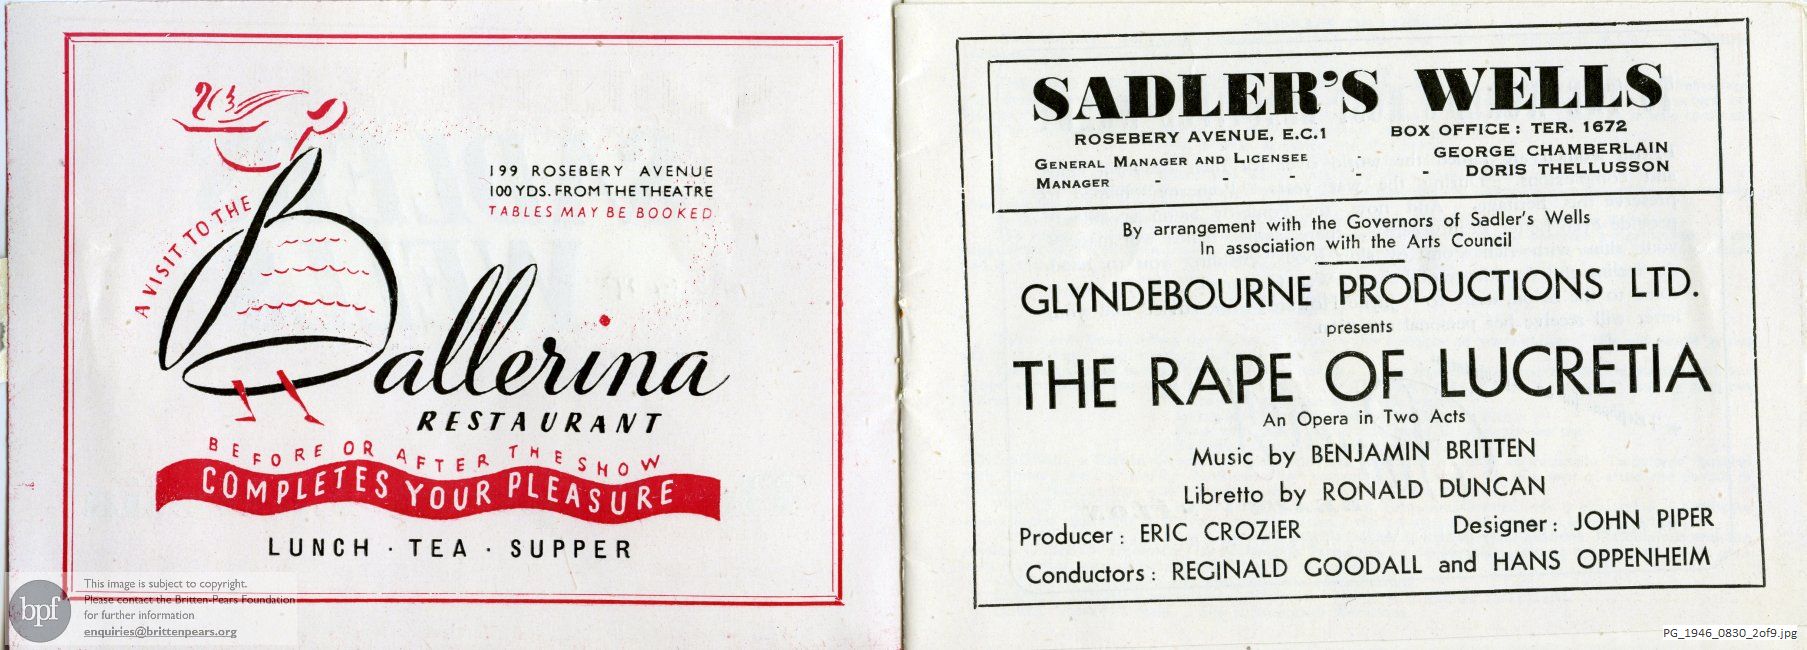 A VISIT TO THE
199 ROSEBERY AVENUE
100 YDS. FROM THE THEATRE
TABLES MAY BE BOOKED
Ballerina
RESTAURANT
BEFORE OR AFTER THE SHOW
COMPLETES YOUR PLEASURE
LUNCH · TEA · SUPPER
bpf
This image is subject to copyright.
Please contact the Britten-Pears Foundation
for further information
enquiries@brittenpears.org
SADLER'S WELLS
ROSEBERY AVENUE, E.C.1 BOX OFFICE: TER. 1672
GENERAL MANAGER AND LICENSEE GEORGE CHAMBERLAIN
MANAGER - - - - - DORIS THELLUSSON
By arrangement with the Governors of Sadler's Wells
In association with the Arts Council
GLYNDEBOURNE PRODUCTIONS LTD.
presents
THE RAPE OF LUCRETIA
An Opera in Two Acts
Music by BENJAMIN BRITTEN
Libretto by RONALD DUNCAN
Producer: ERIC CROZIER Designer: JOHN PIPER
Conductors: REGINALD GOODALL and HANS OPPENHEIM
PG_1946_0830_2of9.jpg